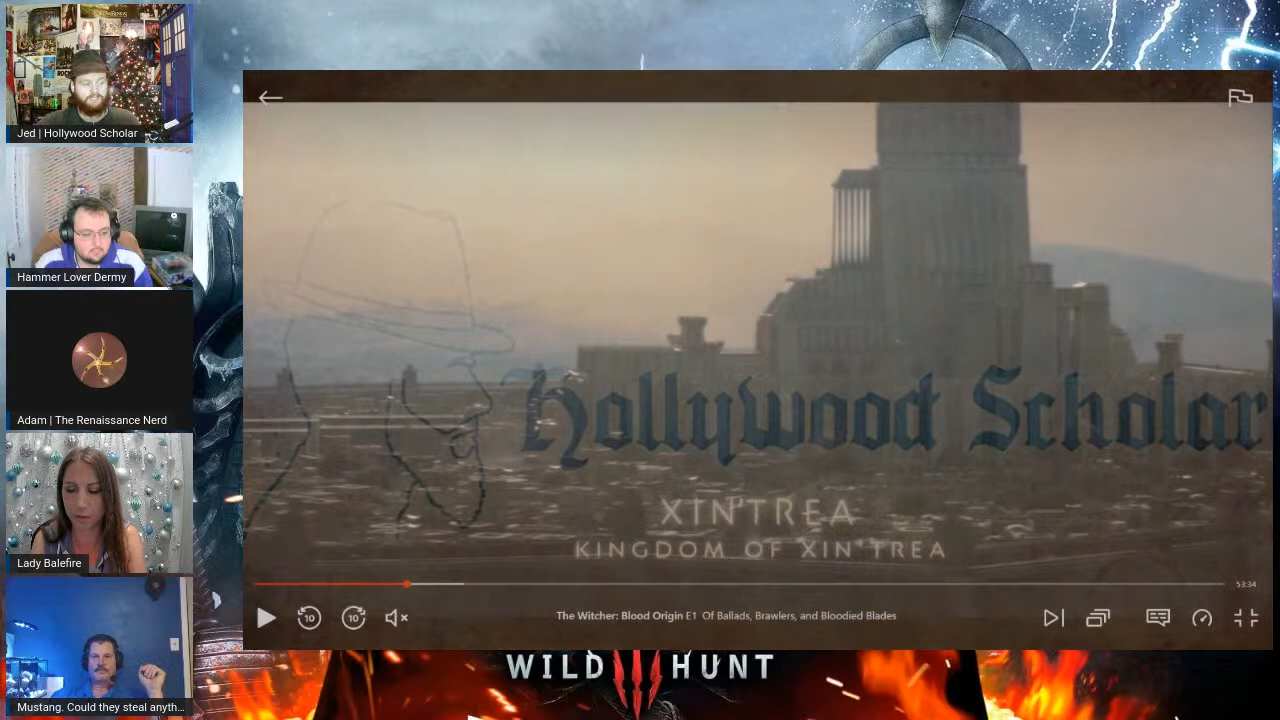 Jed | Hollywood Scholar
Hammer Lover Dermy
Adam | The Renaissance Nerd
Lady Balefire
Mustang. Could they steal anyth...
Hollywood Scholar
XIN'TREA
KINGDOM OF XIN'TREA
53:34
10
10
The Witcher: Blood Origin E1 Of Ballads, Brawlers, and Bloodied Blades
WILD HUNT